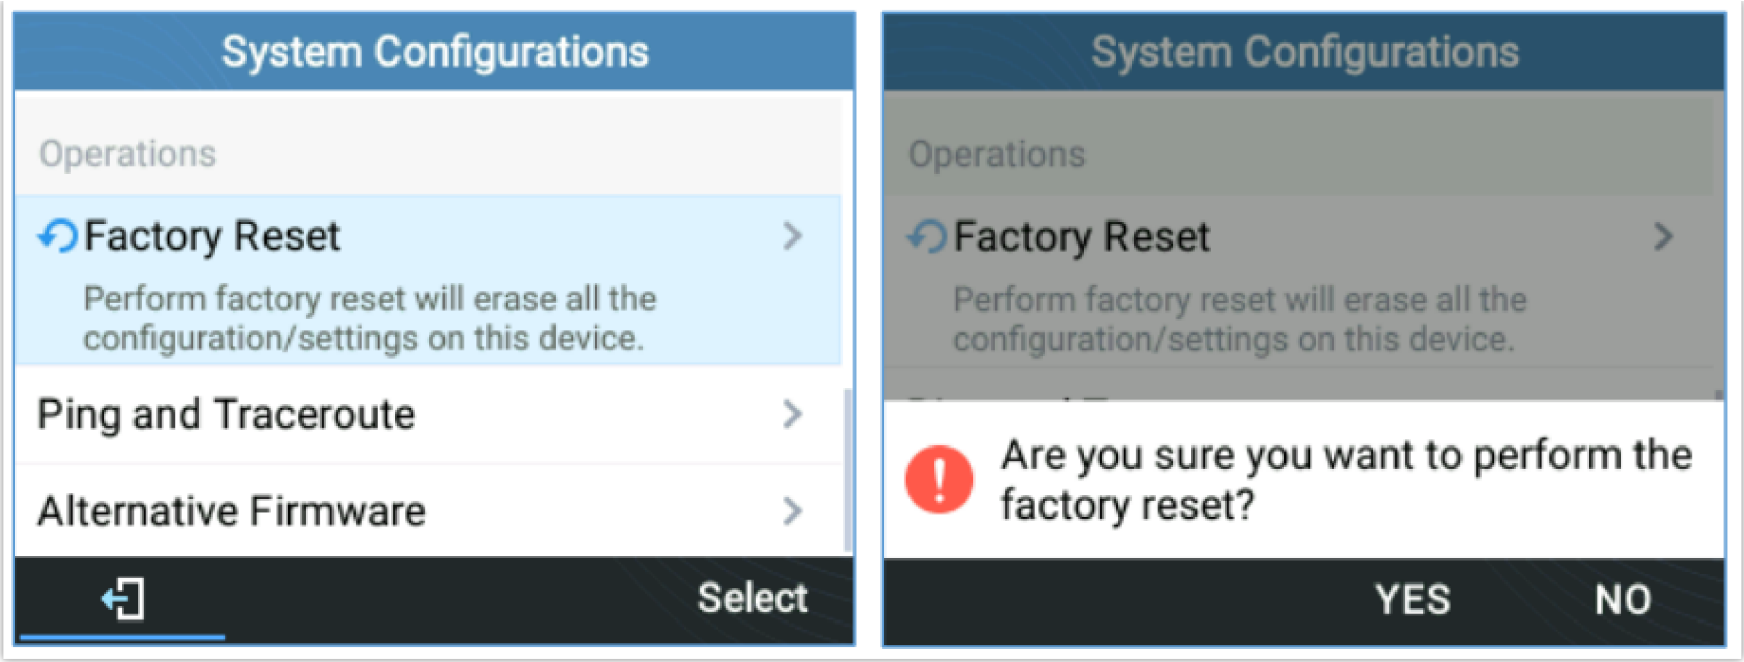 System Configurations
Operations
Factory Reset
Perform factory reset will erase all the
configuration/settings on this device.
Ping and Traceroute
Alternative Firmware
Select
System Configurations
Operations
Factory Reset
Perform factory reset will erase all the
configuration/settings on this device.
Are you sure you want to perform the
factory reset?
YES NO